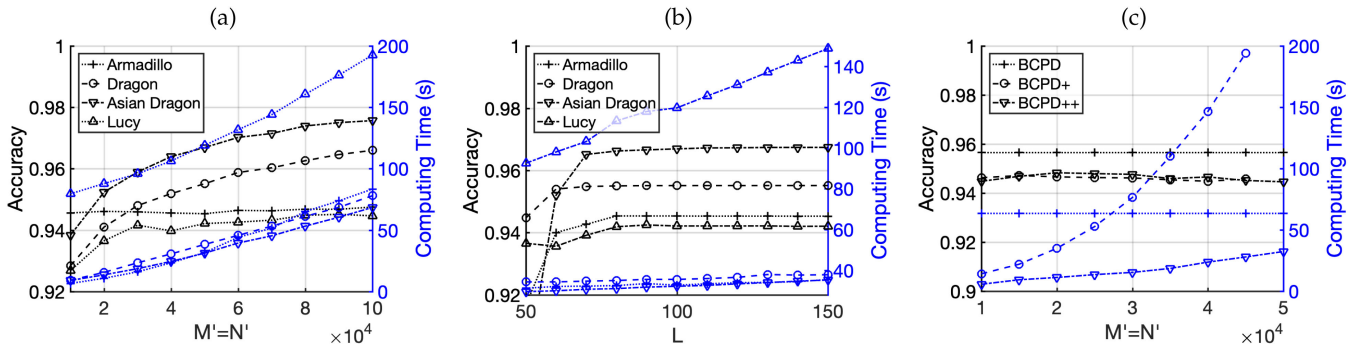 (a)
1
0.98
0.96
0.94
0.92
Accuracy
Armadillo
Dragon
Asian Dragon
Lucy
200
150
100
50
0
Computing Time (s)
2
4
6
8
10
M'=N'
×10⁴
(b)
1
0.98
0.96
0.94
0.92
Accuracy
Armadillo
Dragon
Asian Dragon
Lucy
140
120
100
80
60
40
Computing Time (s)
50
100
150
L
(c)
1
0.98
0.96
0.94
0.92
0.9
Accuracy
BCPD
BCPD+
BCPD++
200
150
100
50
0
Computing Time (s)
1
2
3
4
5
M'=N'
×10⁴